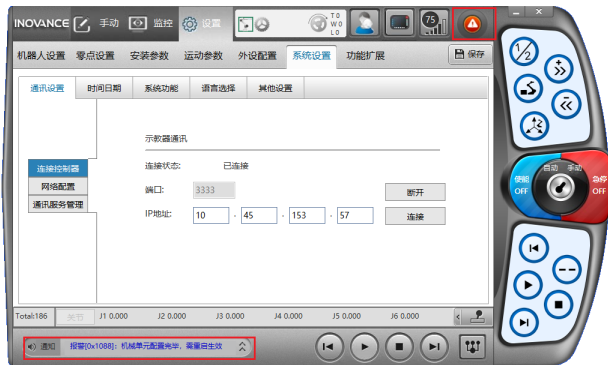 INOVANCE 手动 监控 设置 T0 W0 L0 75
机器人设置 零点设置 安装参数 运动参数 外设配置 系统设置 功能扩展 保存
通讯设置 时间日期 系统功能 语言选择 其他设置
示教器通讯
连接控制器 连接状态: 已连接
网络配置 端口: 3333 断开
通讯服务管理 IP地址: 10 . 45 . 153 . 57 连接
Total:186 关节 J1 0.000 J2 0.000 J3 0.000 J4 0.000 J5 0.000 J6 0.000
通知 报警[0x1088]：机械单元配置完毕，需重启生效
1/2
自动 手动
使能 OFF
急停 OFF